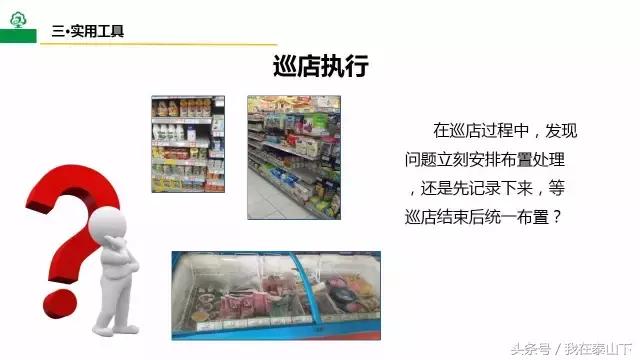 三·实用工具
巡店执行
在巡店过程中，发现
问题立刻安排布置处理
，还是先记录下来，等
巡店结束后统一布置？
头条号／我在泰山下